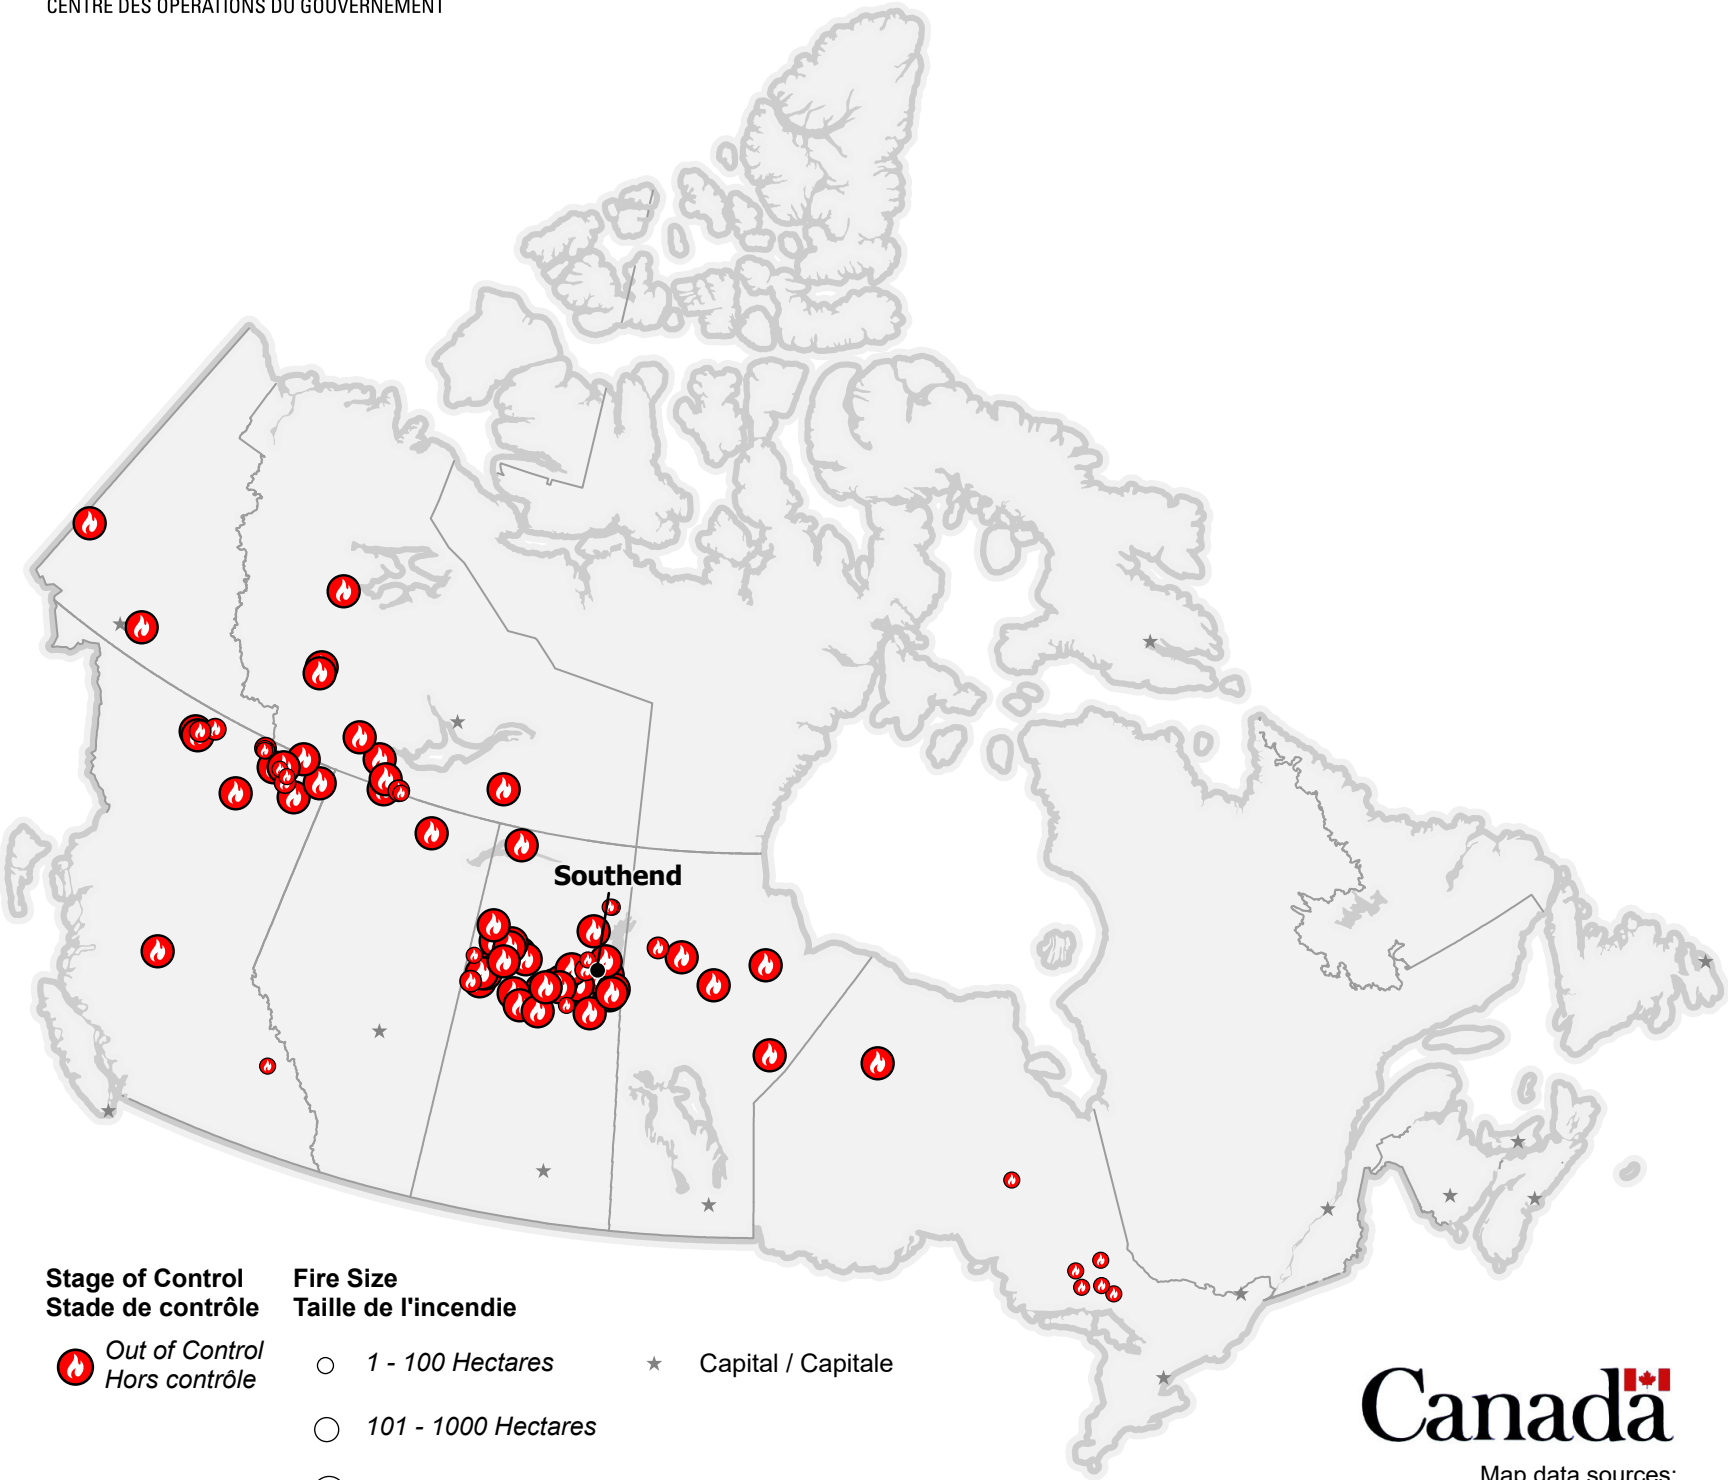 CENTRE DES OPÉRATIONS DU GOUVERNEMENT
Southend
Stage of Control
Stade de contrôle
Out of Control
Hors contrôle
Fire Size
Taille de l'incendie
1 - 100 Hectares
101 - 1000 Hectares
Capital / Capitale
Canada
Map data sources: